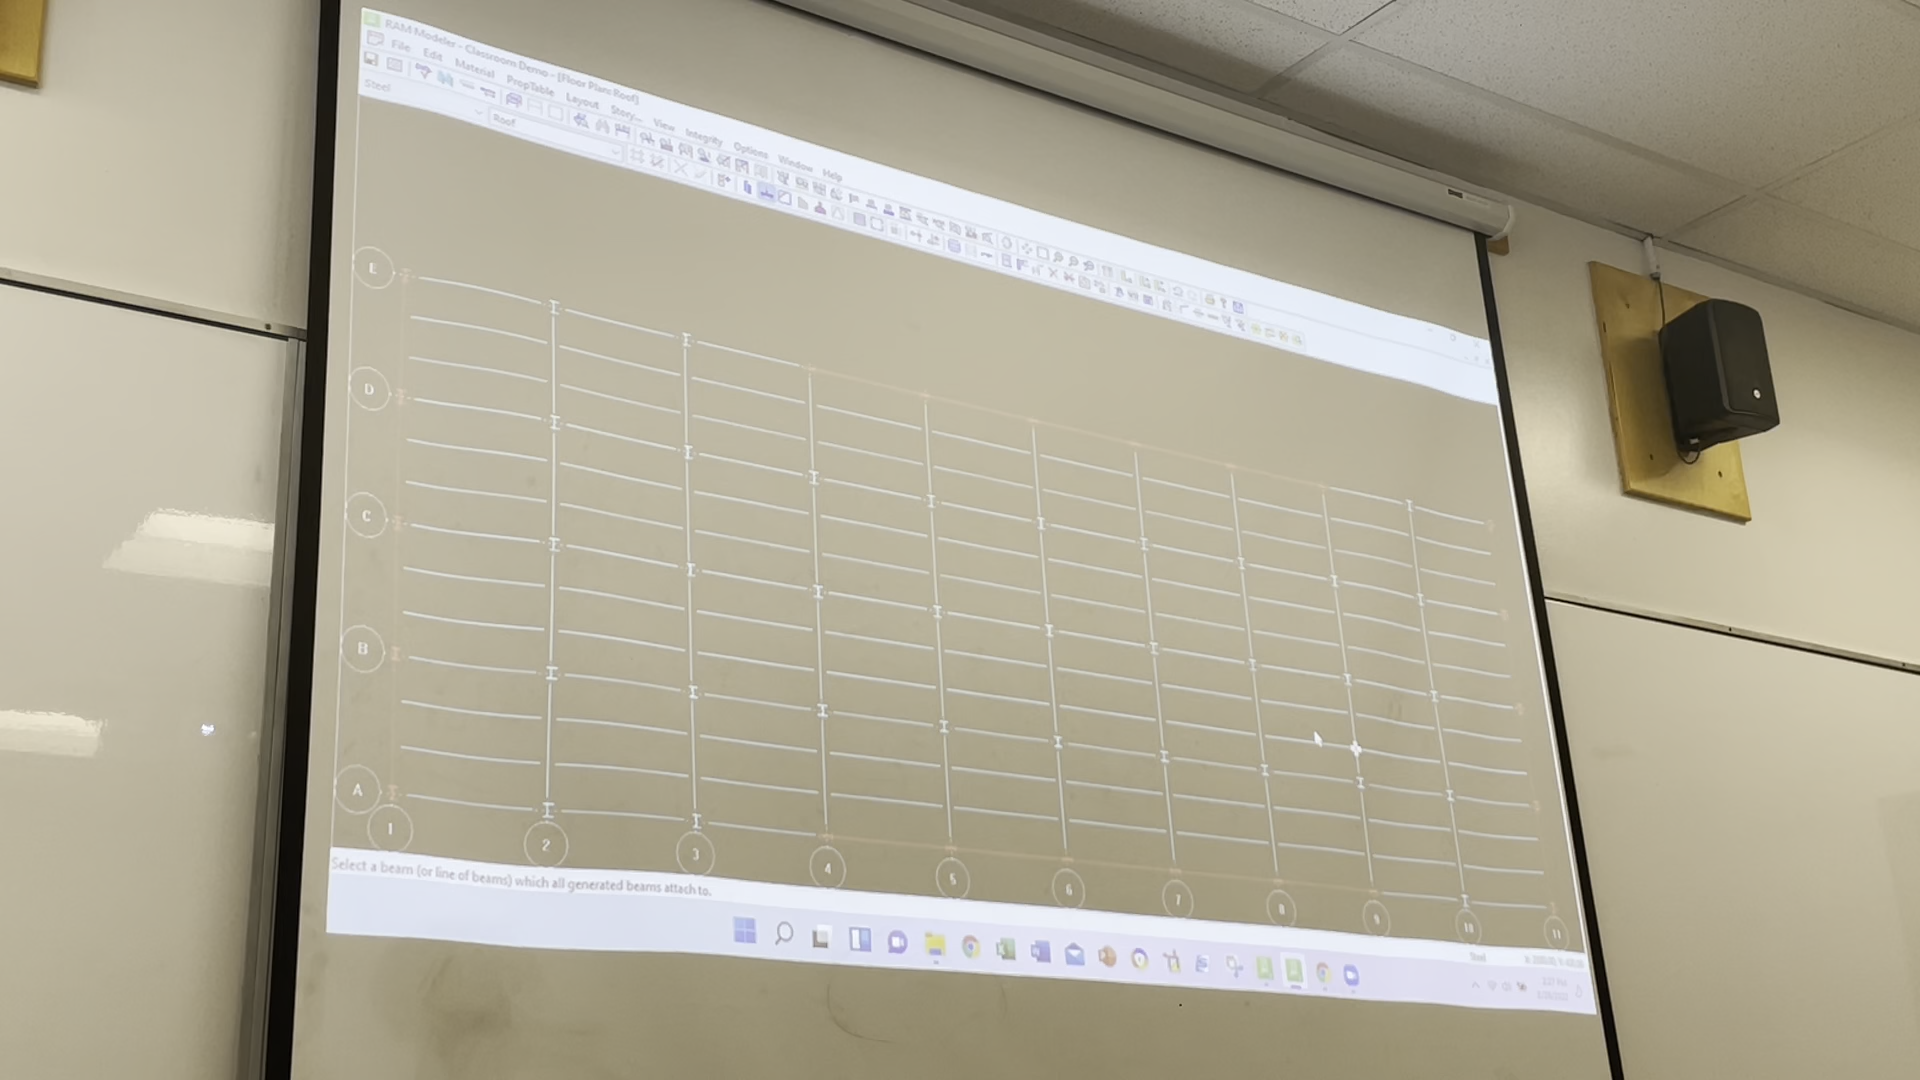 RAM Modeler - Classroom Demo - [Floor Plan: Roof]
File Edit Material PropTable Layout Story... View Integrity Options Window Help
Steel
Roof
E
D
C
B
A
1 2 3 4 5 6 7 8 9 10 11
Select a beam (or line of beams) which all generated beams attach to.
Steel